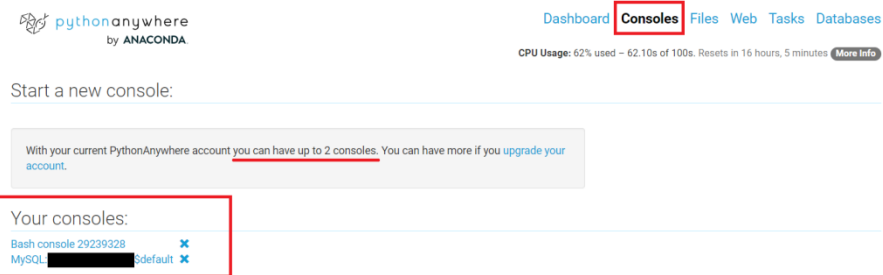 pythonanywhere
by ANACONDA.
Dashboard Consoles Files Web Tasks Databases
CPU Usage: 62% used – 62.10s of 100s. Resets in 16 hours, 5 minutes More Info
Start a new console:
With your current PythonAnywhere account you can have up to 2 consoles. You can have more if you upgrade your
account.
Your consoles:
Bash console 29239328
MySQL: $default